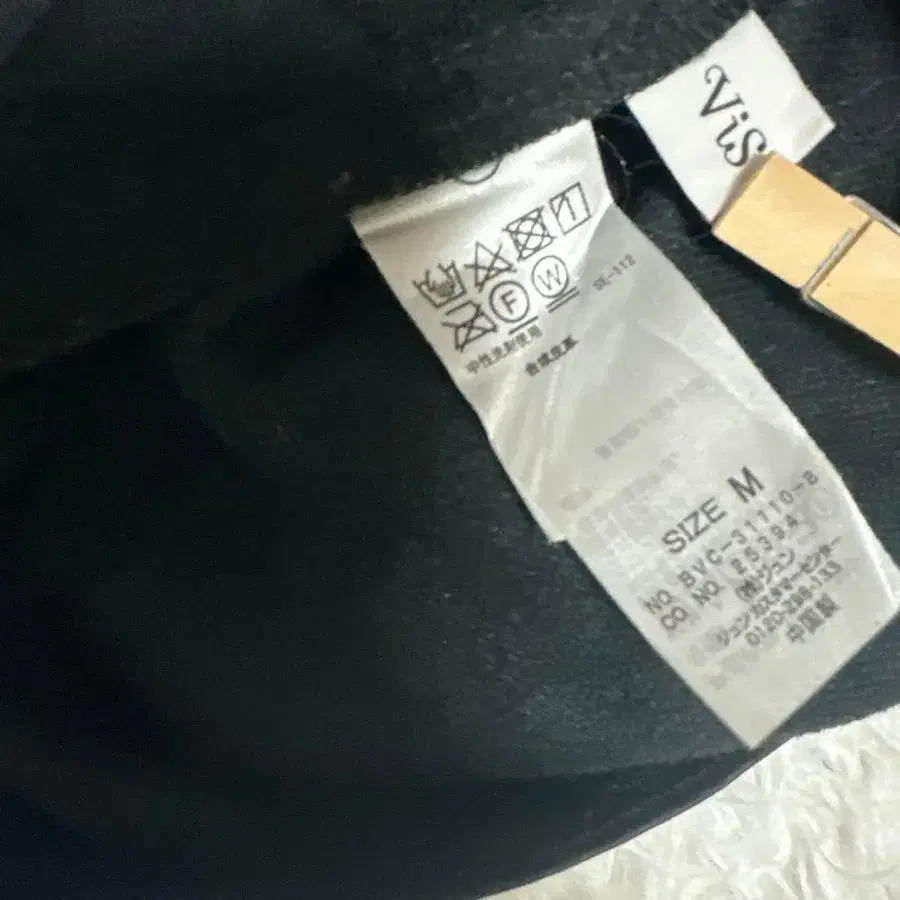 ViS
F W
SE-112
中性洗剤使用
合成皮革
SIZE M
NO. BVC-31110-B
CO. NO. 2539A
(株)ジュン
ジュンカスタマーセンター
0120-298-133
中国製